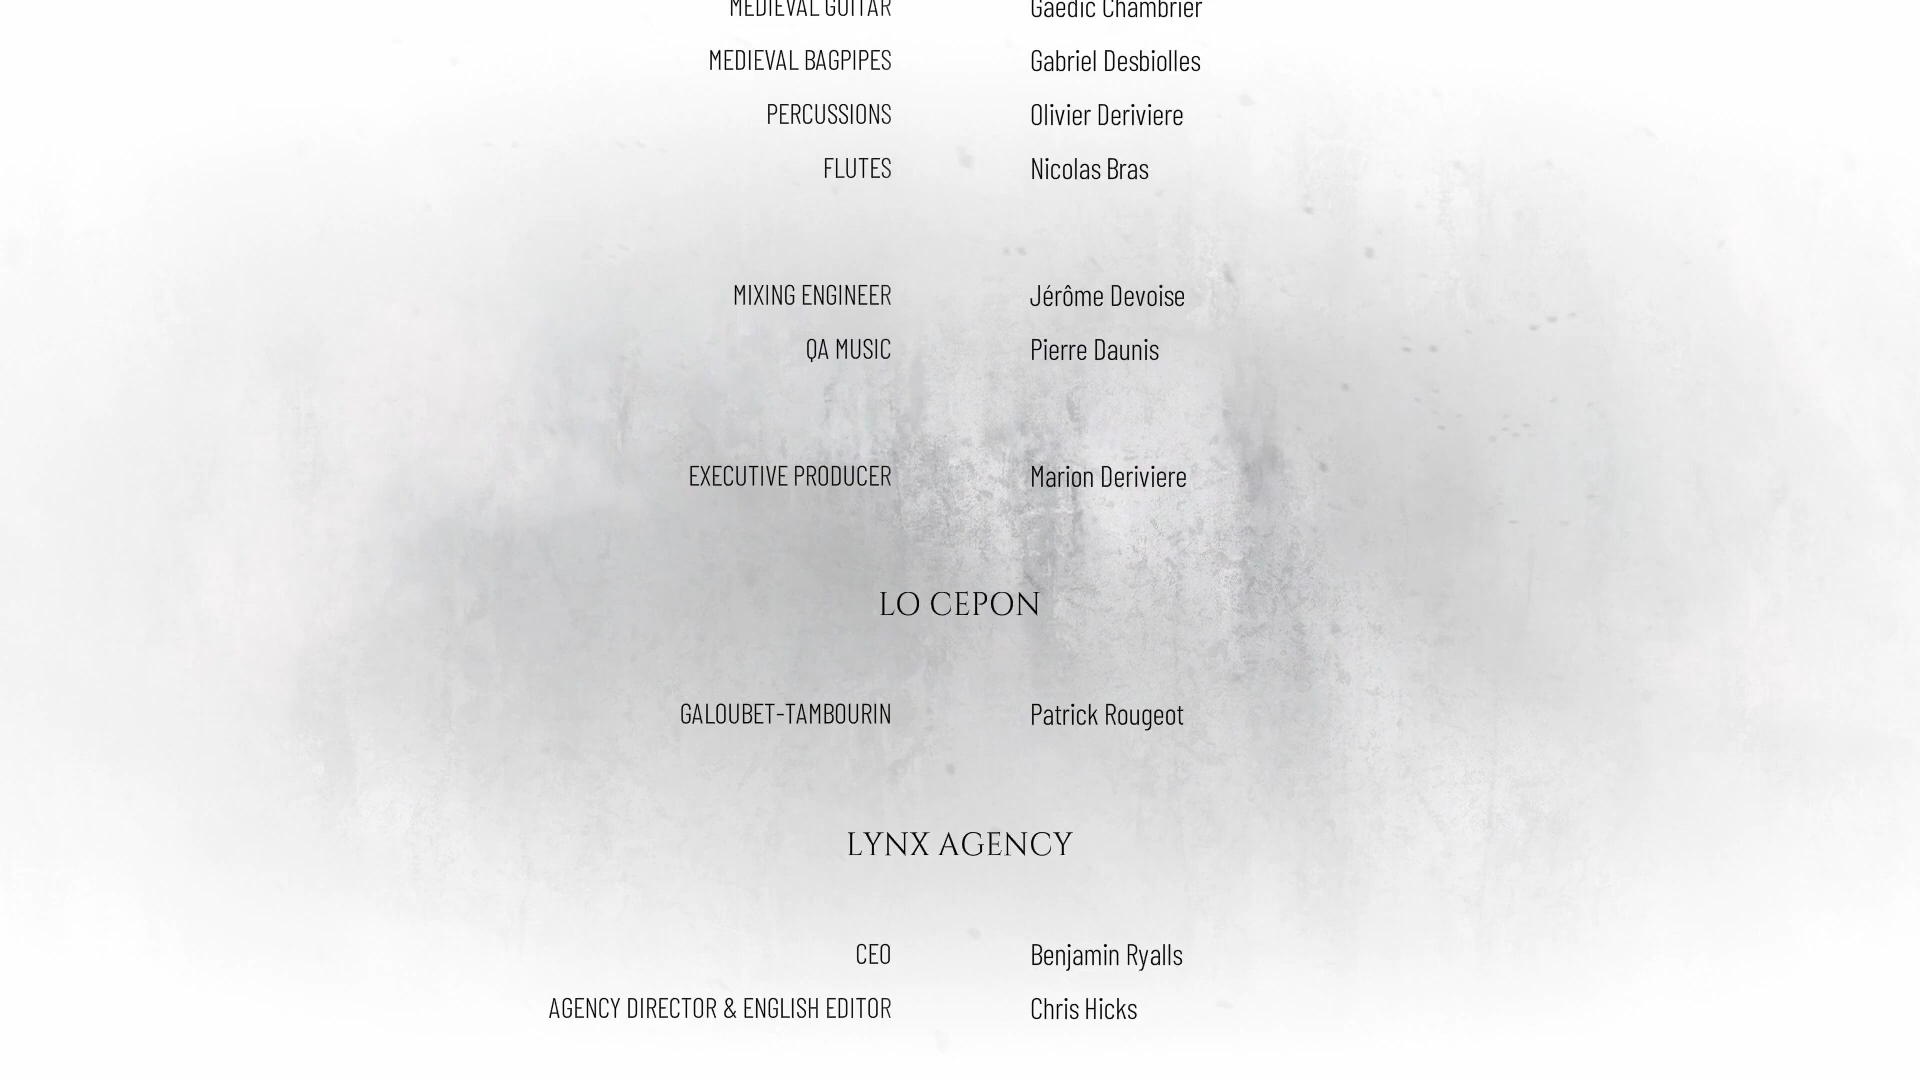 MEDIEVAL GUITAR Gaedic Chambrier
MEDIEVAL BAGPIPES Gabriel Desbiolles
PERCUSSIONS Olivier Deriviere
FLUTES Nicolas Bras
MIXING ENGINEER Jérôme Devoise
QA MUSIC Pierre Daunis
EXECUTIVE PRODUCER Marion Deriviere
LO CEPON
GALOUBET-TAMBOURIN Patrick Rougeot
LYNX AGENCY
CEO Benjamin Ryalls
AGENCY DIRECTOR & ENGLISH EDITOR Chris Hicks